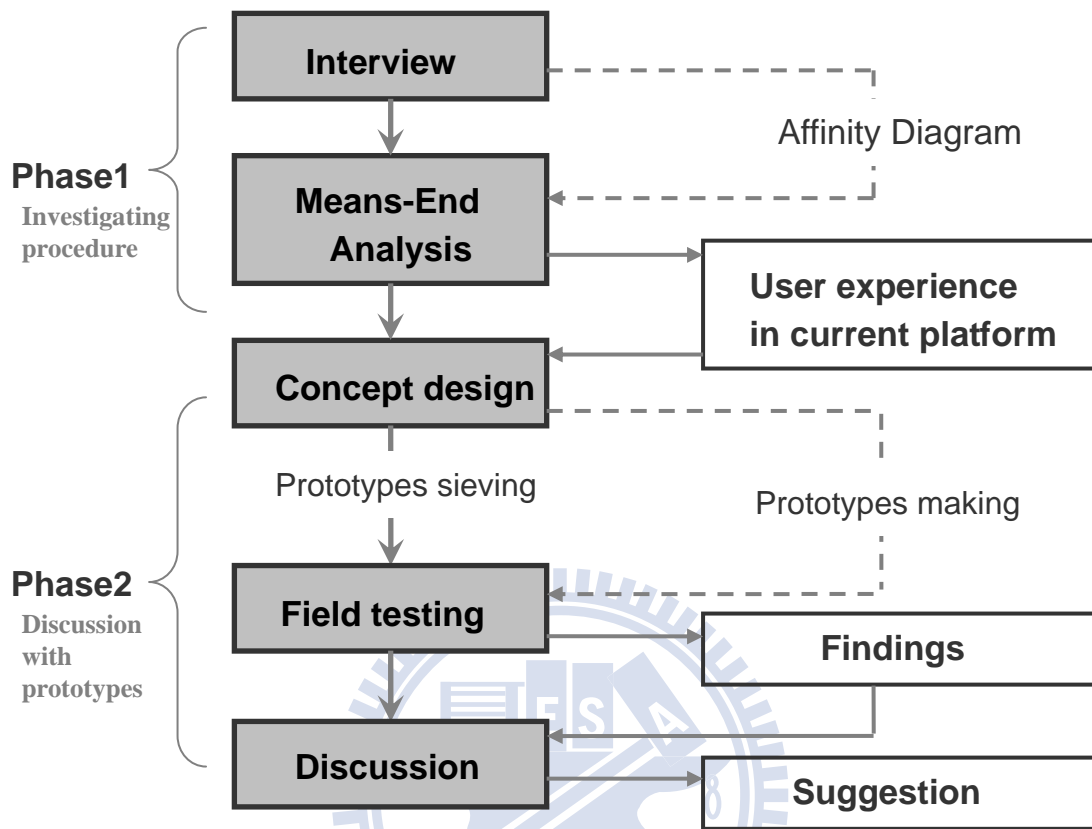 Interview
Affinity Diagram
Phase1
Investigating
procedure
Means-End
Analysis
User experience
in current platform
Concept design
Prototypes sieving
Prototypes making
Phase2
Discussion
with
prototypes
Field testing
Findings
E S A
Discussion
8
Suggestion